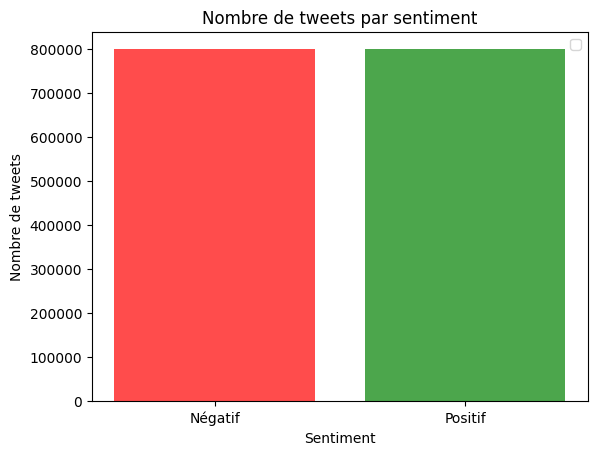 Nombre de tweets par sentiment
Nombre de tweets
800000
700000
600000
500000
400000
300000
200000
100000
0
Négatif
Positif
Sentiment